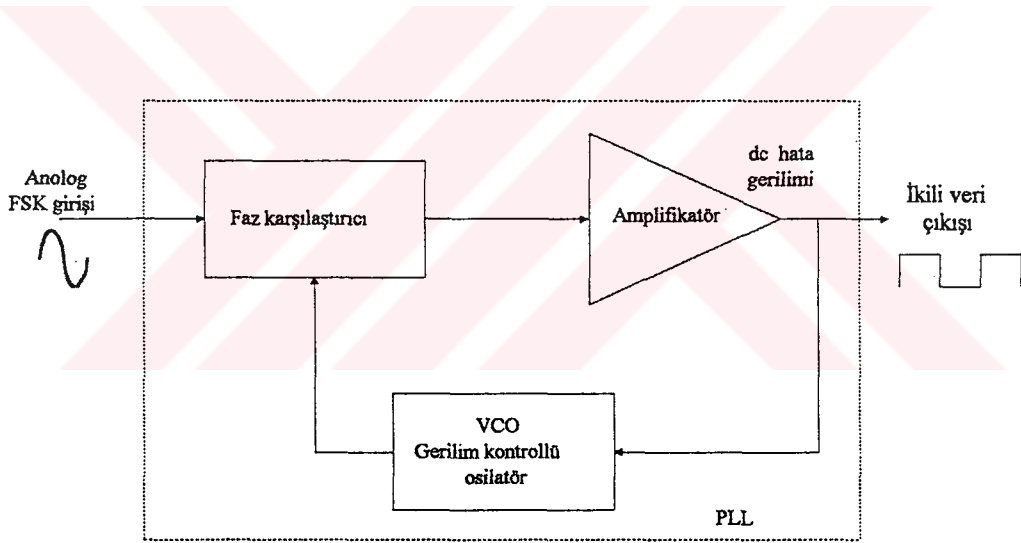 Anolog
FSK girişi
Faz karşılaştırıcı
Amplifikatör
dc hata
gerilimi
İkili veri
çıkışı
VCO
Gerilim kontrollü
osilatör
PLL